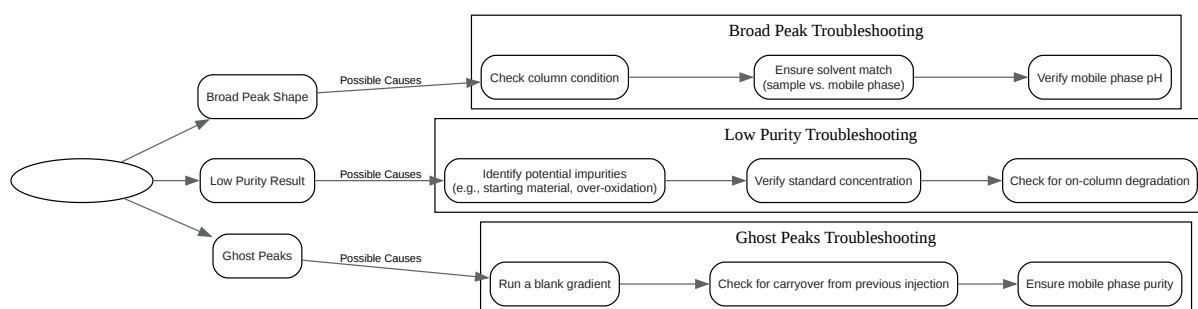 Broad Peak Troubleshooting
Broad Peak Shape
Possible Causes
Check column condition
Ensure solvent match
(sample vs. mobile phase)
Verify mobile phase pH
Low Purity Troubleshooting
Low Purity Result
Possible Causes
Identify potential impurities
(e.g., starting material, over-oxidation)
Verify standard concentration
Check for on-column degradation
Ghost Peaks Troubleshooting
Ghost Peaks
Possible Causes
Run a blank gradient
Check for carryover from previous injection
Ensure mobile phase purity